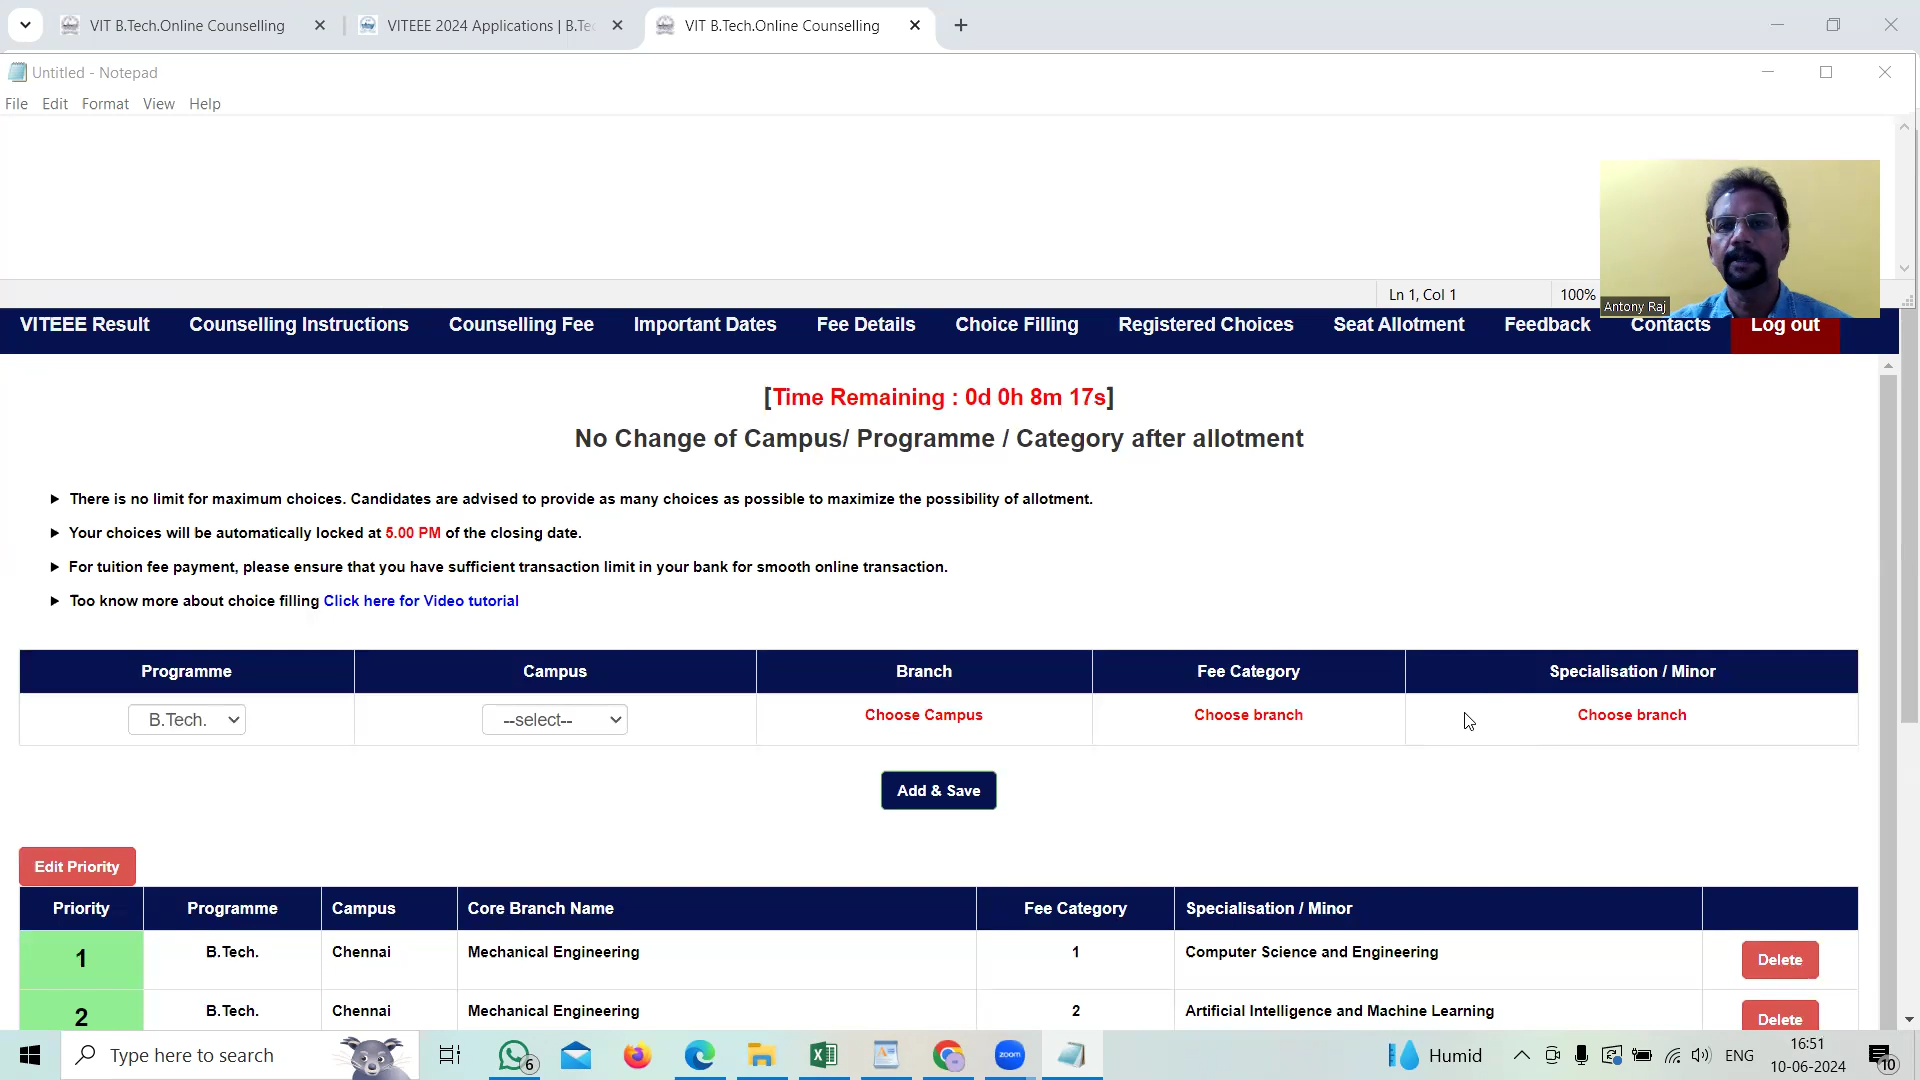 VIT B.Tech.Online Counselling
VITEEE 2024 Applications | B.Te
VIT B.Tech.Online Counselling
Untitled - Notepad
File Edit Format View Help
Ln 1, Col 1 100%
Antony Raj
VITEEE Result Counselling Instructions Counselling Fee Important Dates Fee Details Choice Filling Registered Choices Seat Allotment Feedback Contacts Log out
[Time Remaining : 0d 0h 8m 17s]
No Change of Campus/ Programme / Category after allotment
There is no limit for maximum choices. Candidates are advised to provide as many choices as possible to maximize the possibility of allotment.
Your choices will be automatically locked at 5.00 PM of the closing date.
For tuition fee payment, please ensure that you have sufficient transaction limit in your bank for smooth online transaction.
Too know more about choice filling Click here for Video tutorial
Programme Campus Branch Fee Category Specialisation / Minor
B.Tech. --select-- Choose Campus Choose branch Choose branch
Add & Save
Edit Priority
Priority Programme Campus Core Branch Name Fee Category Specialisation / Minor
1 B.Tech. Chennai Mechanical Engineering 1 Computer Science and Engineering Delete
2 B.Tech. Chennai Mechanical Engineering 2 Artificial Intelligence and Machine Learning Delete
Type here to search
6
zoom
Humid
ENG
16:51
10-06-2024
10